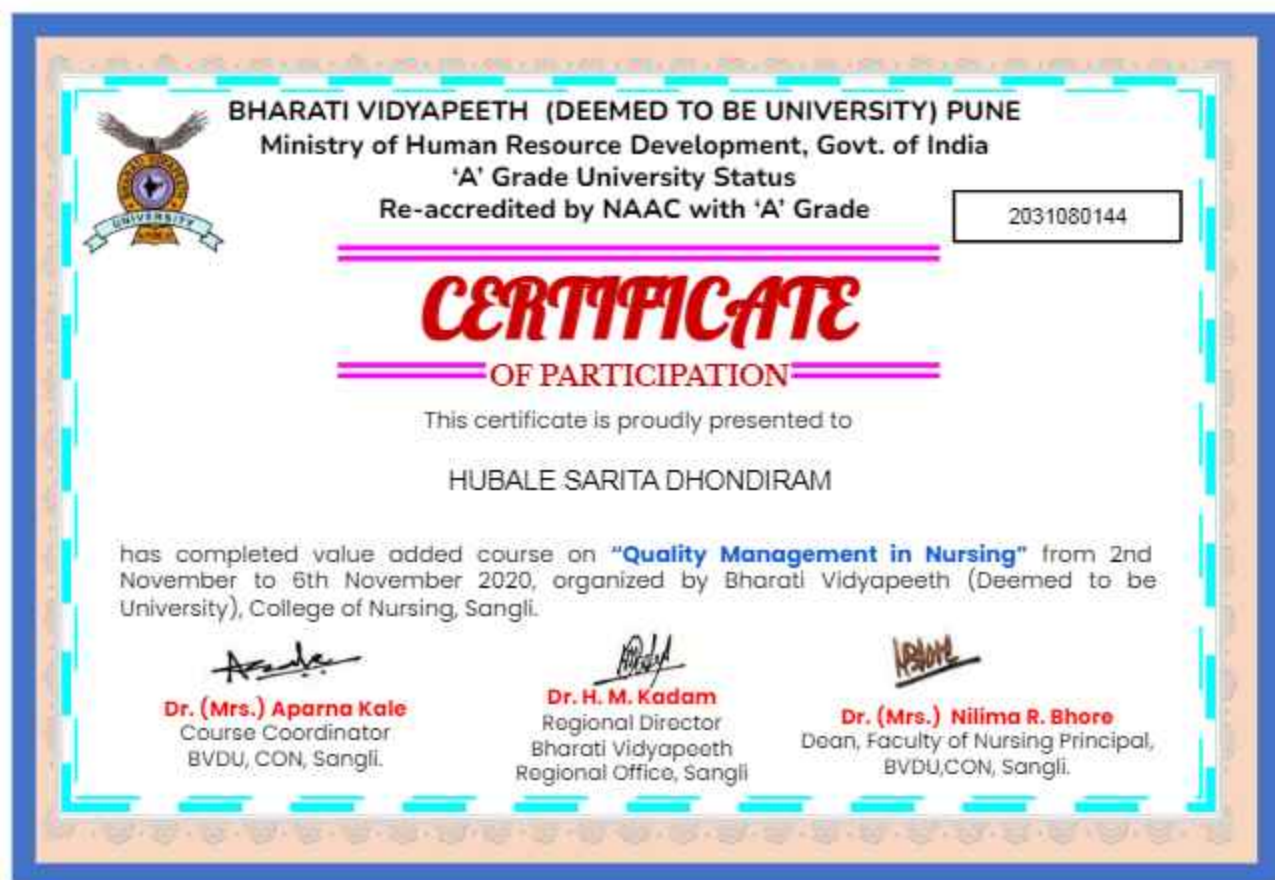 BHARATI VIDYAPEETH (DEEMED TO BE UNIVERSITY) PUNE
Ministry of Human Resource Development, Govt. of India
‘A’ Grade University Status
Re-accredited by NAAC with ‘A’ Grade
2031080144
BHARATI VIDYAPEETH
UNIVERSITY
CERTIFICATE
OF PARTICIPATION
This certificate is proudly presented to
HUBALE SARITA DHONDIRAM
has completed value added course on “Quality Management in Nursing” from 2nd
November to 6th November 2020, organized by Bharati Vidyapeeth (Deemed to be
University), College of Nursing, Sangli.
Dr. (Mrs.) Aparna Kale
Course Coordinator
BVDU, CON, Sangli.
Dr. H. M. Kadam
Regional Director
Bharati Vidyapeeth
Regional Office, Sangli
Dr. (Mrs.) Nilima R. Bhore
Dean, Faculty of Nursing Principal,
BVDU,CON, Sangli.